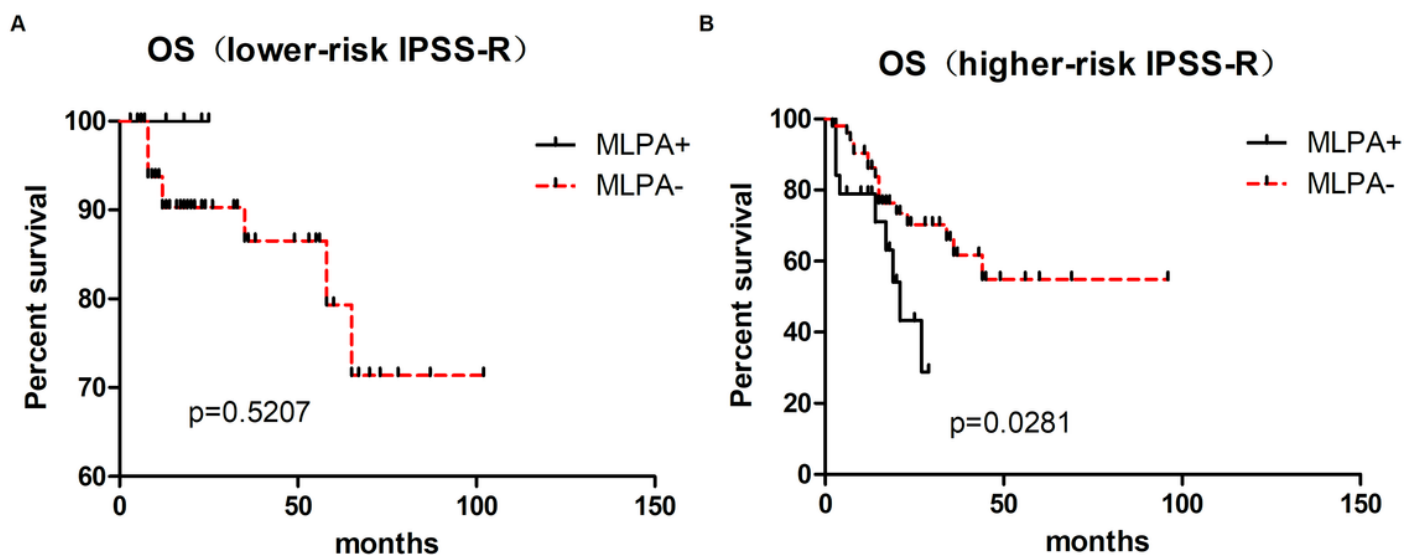 A
OS（lower-risk IPSS-R）
100
90
80
70
60
Percent survival
0
50
100
150
months
MLPA+
MLPA-
p=0.5207
B
OS（higher-risk IPSS-R）
100
80
60
40
20
0
Percent survival
0
50
100
150
months
MLPA+
MLPA-
p=0.0281